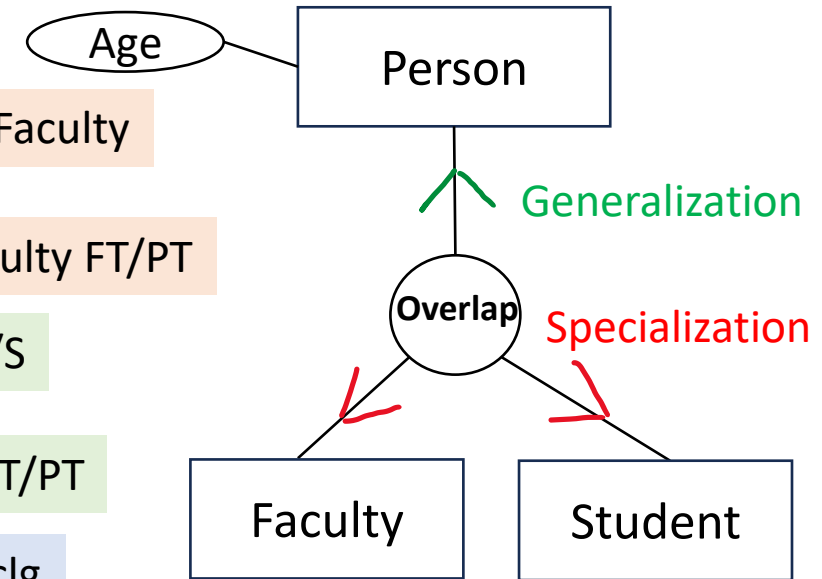 Age
Person
Faculty
Generalization
ulty FT/PT
Overlap
Specialization
/S
T/PT
Faculty
Student